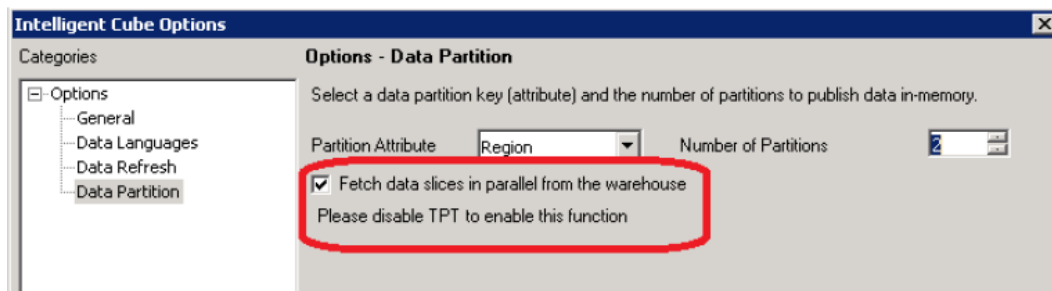 Intelligent Cube Options
Categories
Options - Data Partition
Options
General
Data Languages
Data Refresh
Data Partition
Select a data partition key (attribute) and the number of partitions to publish data in-memory.
Partition Attribute Region Number of Partitions 2
Fetch data slices in parallel from the warehouse
Please disable TPT to enable this function